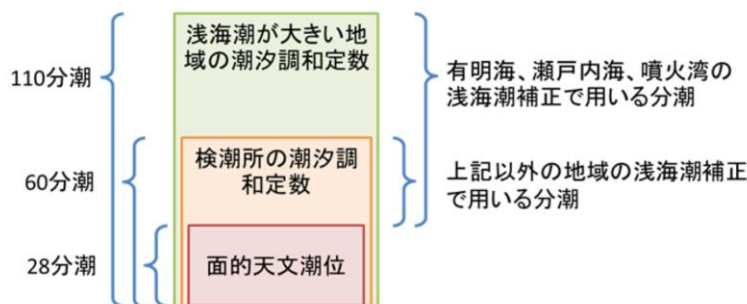 浅海潮が大きい地
域の潮汐調和定数
110分潮
有明海、瀬戸内海、噴火湾の
浅海潮補正で用いる分潮
検潮所の潮汐調
和定数
60分潮
上記以外の地域の浅海潮補正
で用いる分潮
28分潮
面的天文潮位